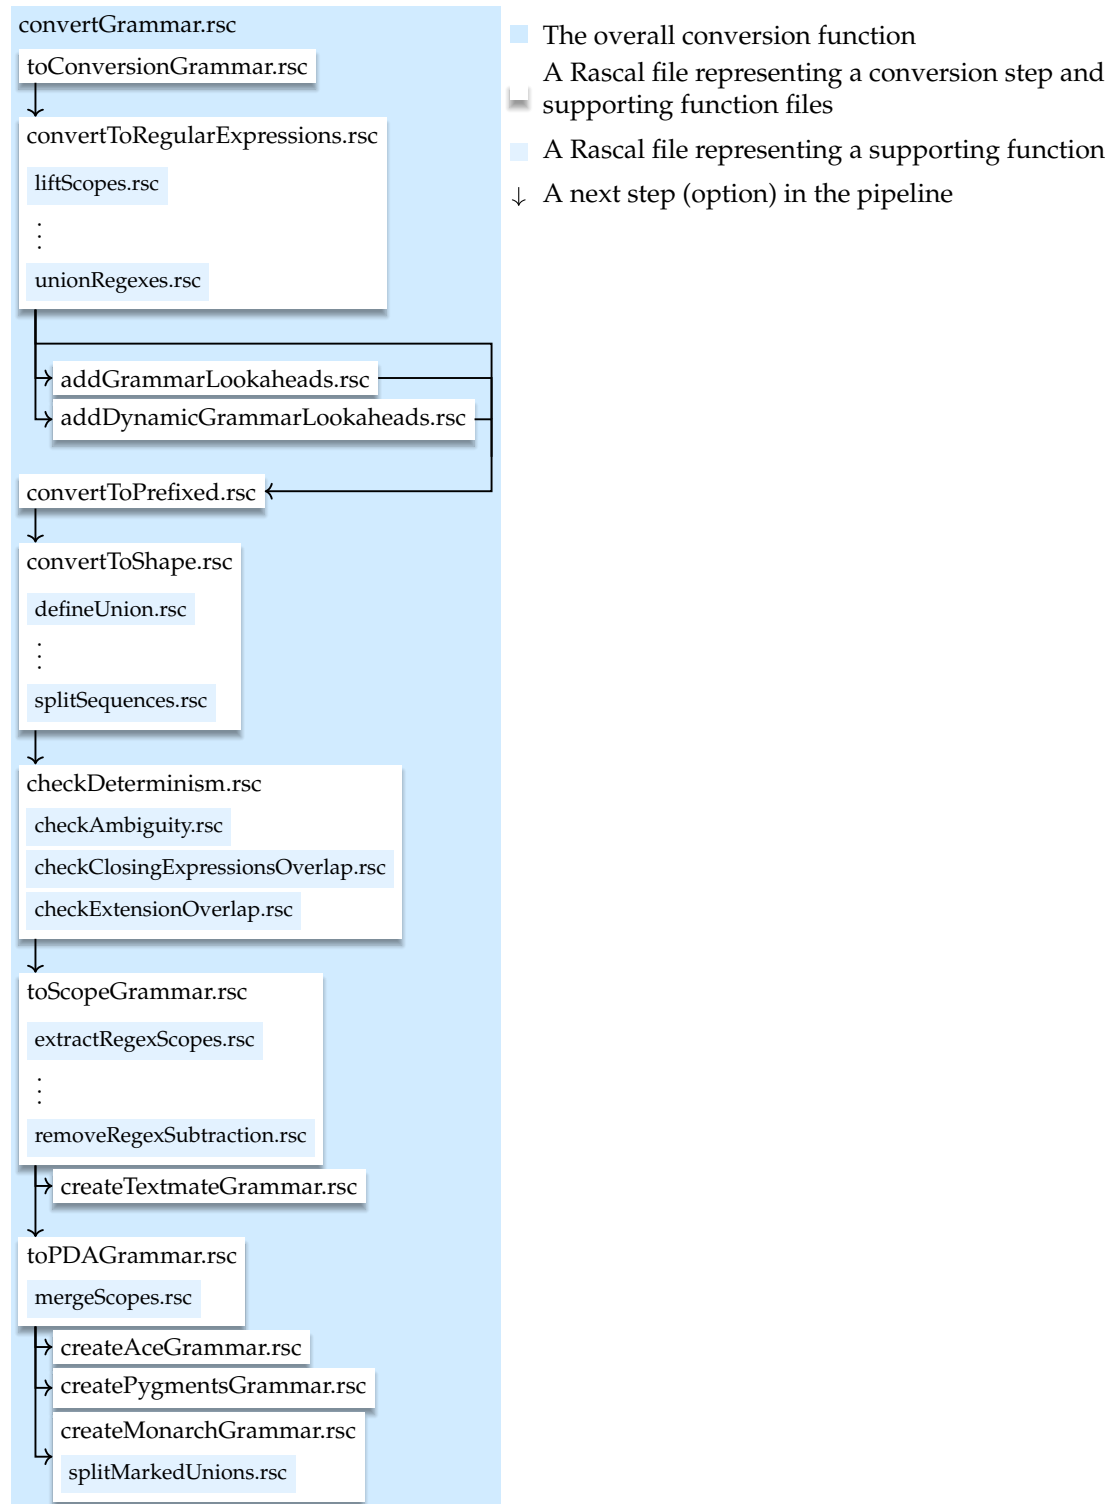 convertGrammar.rsc
toConversionGrammar.rsc
convertToRegularExpressions.rsc
liftScopes.rsc
⋮
unionRegexes.rsc
addGrammarLookaheads.rsc
addDynamicGrammarLookaheads.rsc
convertToPrefixed.rsc
convertToShape.rsc
defineUnion.rsc
⋮
splitSequences.rsc
checkDeterminism.rsc
checkAmbiguity.rsc
checkClosingExpressionsOverlap.rsc
checkExtensionOverlap.rsc
toScopeGrammar.rsc
extractRegexScopes.rsc
⋮
removeRegexSubtraction.rsc
createTextmateGrammar.rsc
toPDAGrammar.rsc
mergeScopes.rsc
createAceGrammar.rsc
createPygmentsGrammar.rsc
createMonarchGrammar.rsc
splitMarkedUnions.rsc
The overall conversion function
A Rascal file representing a conversion step and
supporting function files
A Rascal file representing a supporting function
↓ A next step (option) in the pipeline